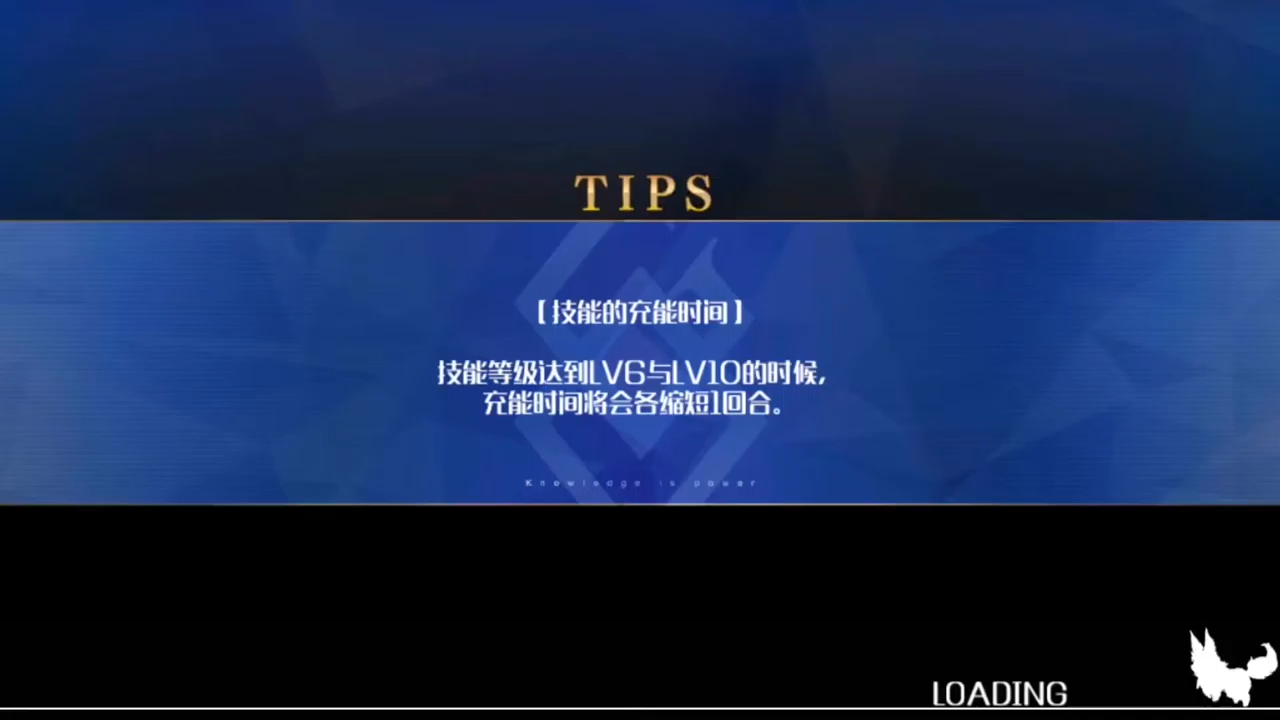 TIPS
【技能的充能时间】
技能等级达到LV6与LV10的时候，
充能时间将会各缩短1回合。
Knowledge is power
LOADING